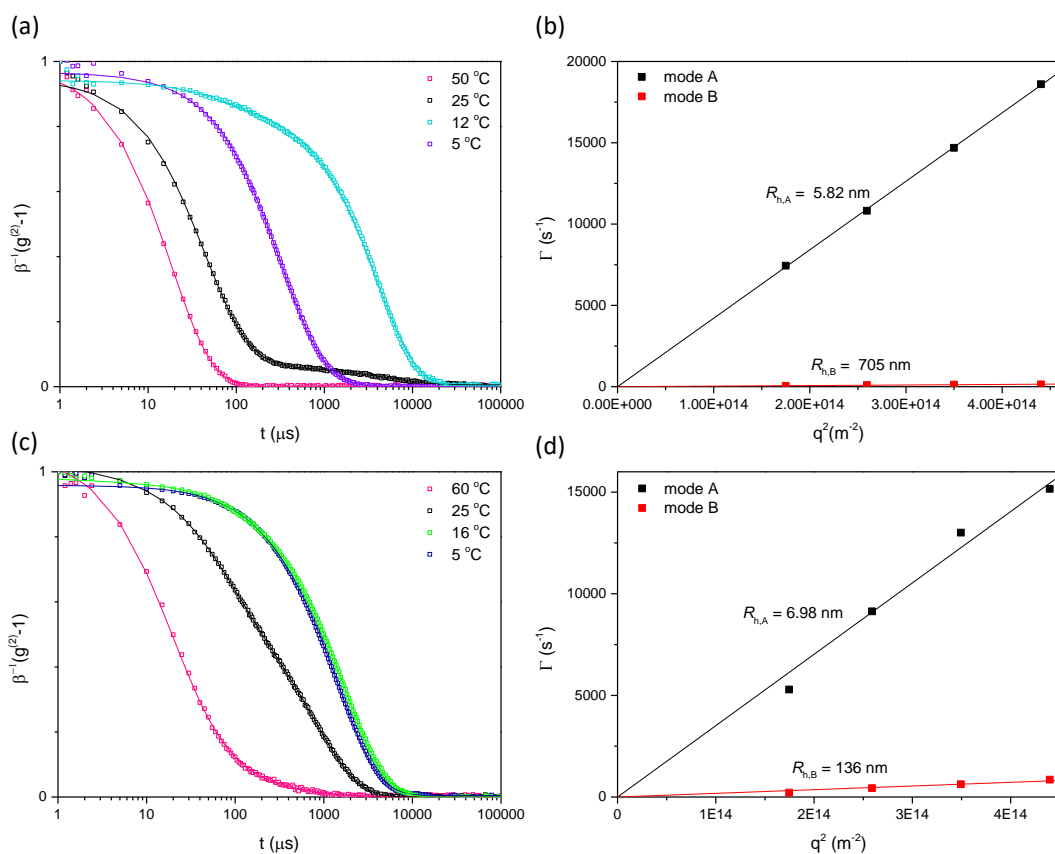 (a)
1
β⁻¹(g⁽²⁾-1)
0
50 °C
25 °C
12 °C
5 °C
1 10 100 1000 10000 100000
t (μs)
(b)
20000
15000
10000
5000
0
Γ (s⁻¹)
mode A
mode B
R_h,A = 5.82 nm
R_h,B = 705 nm
0.00E+000 1.00E+014 2.00E+014 3.00E+014 4.00E+014
q²(m⁻²)
(c)
1
β⁻¹(g⁽²⁾-1)
0
60 °C
25 °C
16 °C
5 °C
1 10 100 1000 10000 100000
t (μs)
(d)
15000
10000
5000
0
Γ (s⁻¹)
mode A
mode B
R_h,A = 6.98 nm
R_h,B = 136 nm
0 1E14 2E14 3E14 4E14
q² (m⁻²)